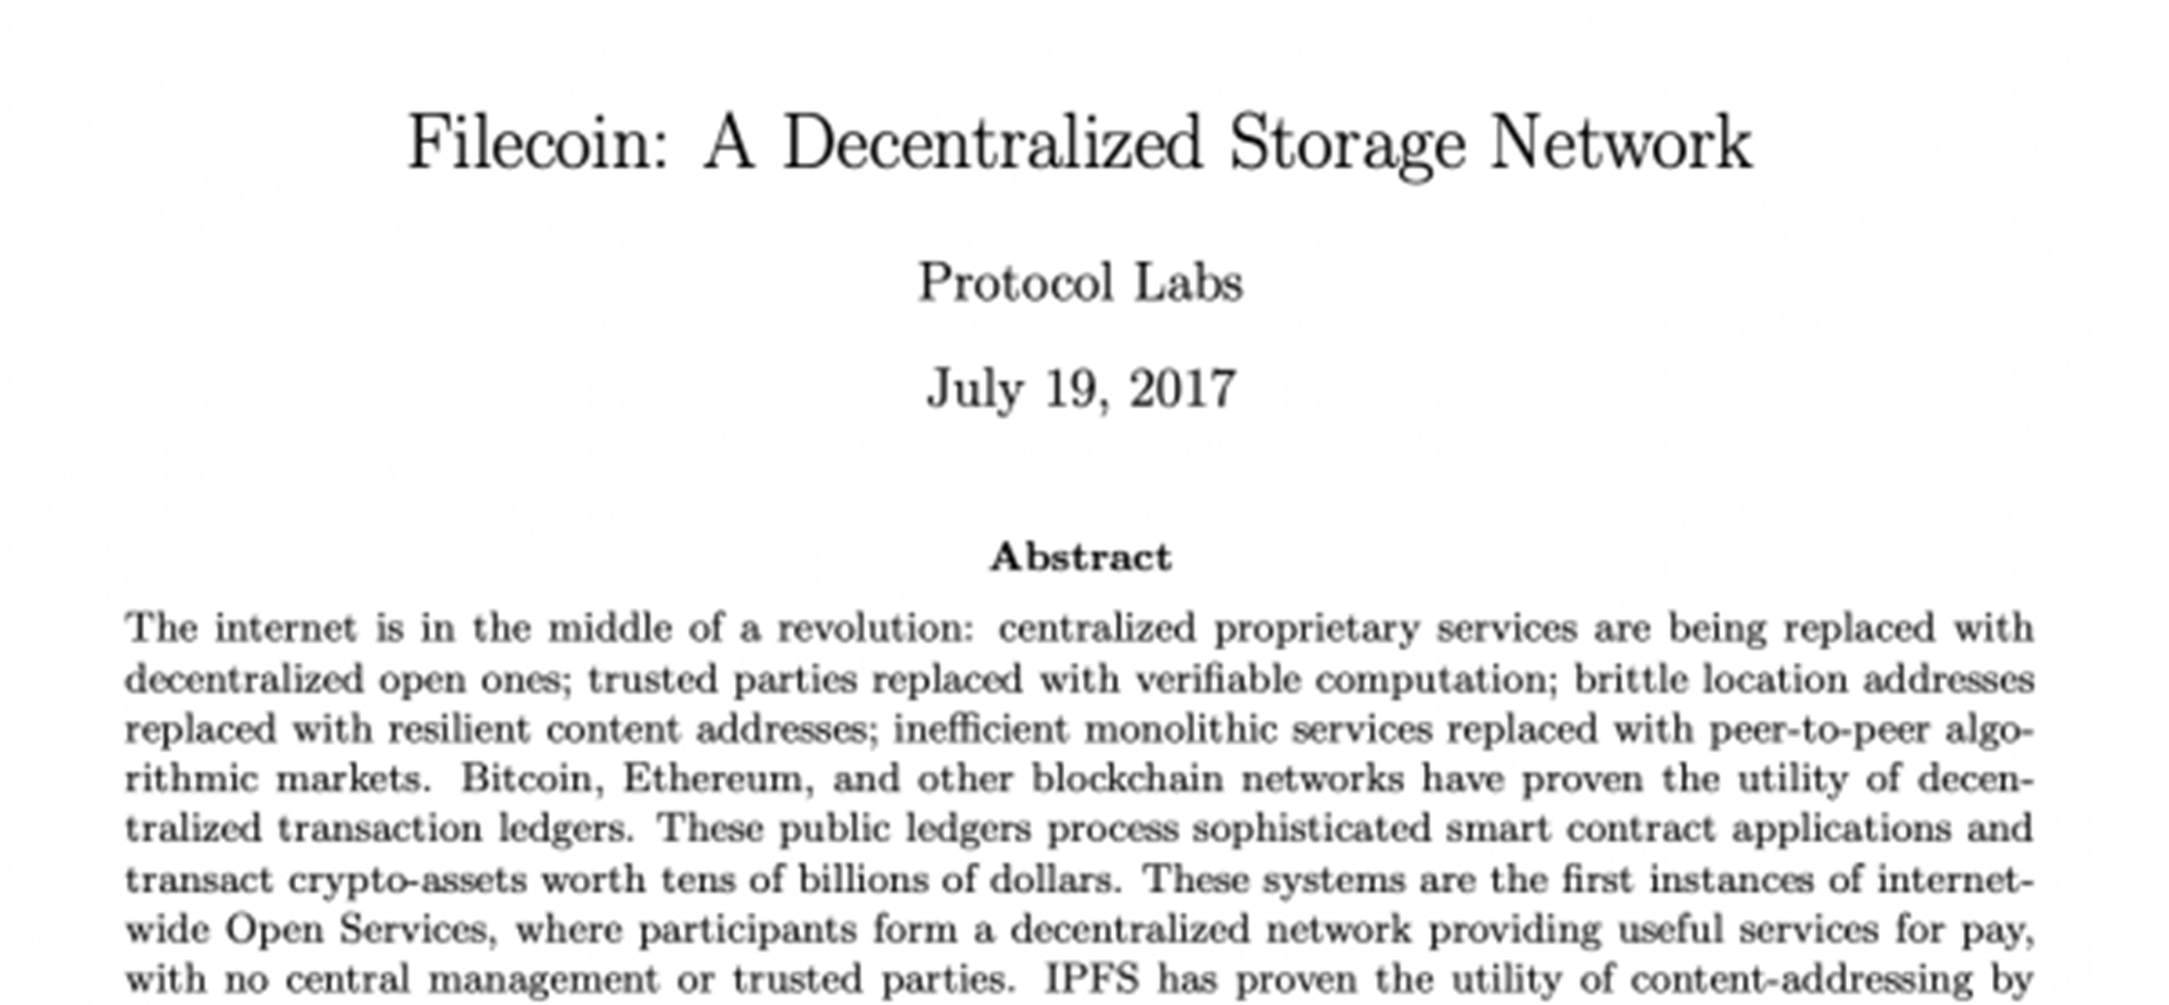 Filecoin: A Decentralized Storage Network
Protocol Labs
July 19, 2017
Abstract
The internet is in the middle of a revolution: centralized proprietary services are being replaced with
decentralized open ones; trusted parties replaced with verifiable computation; brittle location addresses
replaced with resilient content addresses; inefficient monolithic services replaced with peer-to-peer algo-
rithmic markets. Bitcoin, Ethereum, and other blockchain networks have proven the utility of decen-
tralized transaction ledgers. These public ledgers process sophisticated smart contract applications and
transact crypto-assets worth tens of billions of dollars. These systems are the first instances of internet-
wide Open Services, where participants form a decentralized network providing useful services for pay,
with no central management or trusted parties. IPFS has proven the utility of content-addressing by